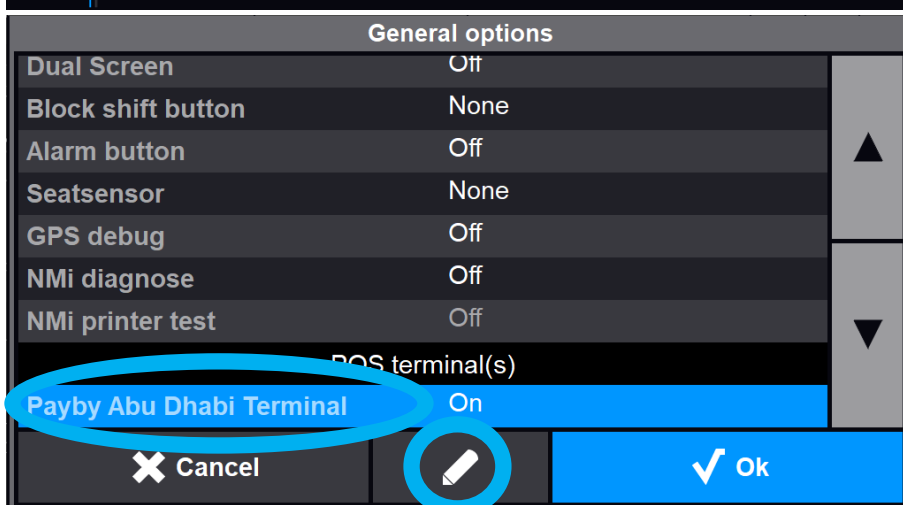 General options
Dual Screen Off
Block shift button None
Alarm button Off
Seatsensor None
GPS debug Off
NMi diagnose Off
NMi printer test Off
POS terminal(s)
Payby Abu Dhabi Terminal On
Cancel Ok